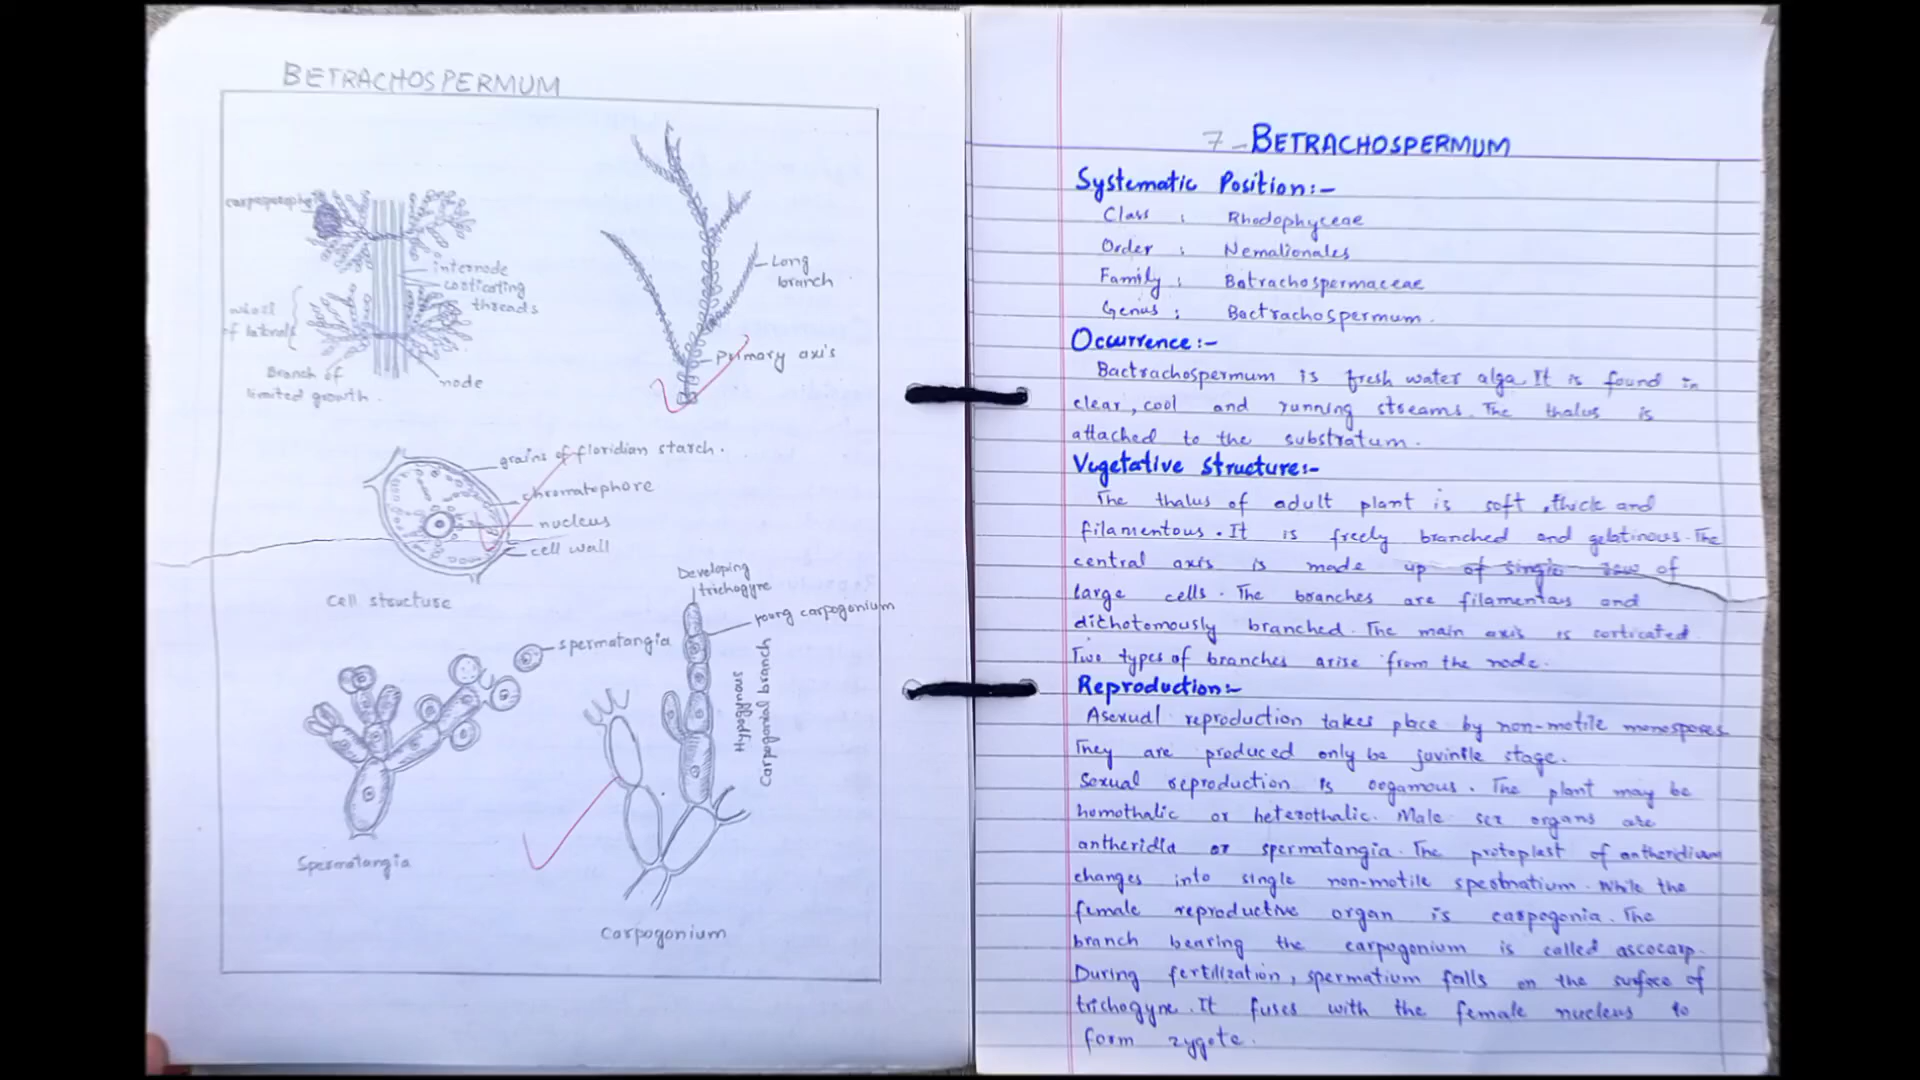 BETRACHOSPERMUM
carposporophyte
internode
corticating
threads
whorl
of laterals
Branch of
limited growth.
node
Long
branch
Primary axis
grains of floridian starch.
chromatophore
nucleus
cell wall
cell structure
spermatangia
Spermatangia
Developing
trichogyre
young carpogonium
Hypogynous
carpogonial branch
Carpogonium
7 - BETRACHOSPERMUM
Systematic Position:-
Class : Rhodophyceae
Order : Nemalionales
Family : Batrachospermaceae
Genus : Bactrachospermum.
Occurrence:-
Bactrachospermum is fresh water alga. It is found in
clear, cool and running streams. The thalus is
attached to the substratum.
Vegetative Structure:-
The thalus of adult plant is soft, thick and
filamentous. It is freely branched and gelatinous. The
central axis is made up of single row of
large cells. The branches are filamentous and
dichotomously branched. The main axis is corticated.
Two types of branches arise from the node.
Reproduction:-
Asexual reproduction takes place by non-motile monospores.
They are produced only be juvinile stage.
Sexual reproduction is oogamous. The plant may be
homothalic or heterothalic. Male sex organs are
antheridia or spermatangia. The protoplast of antheridium
changes into single non-motile While the
female reproductive organ is carpogonia. The
branch bearing the carpogonium is called ascocarp.
During fertilization, spermatium falls on the surface of
trichogyne. It fuses with the female nucleus to
form zygote.